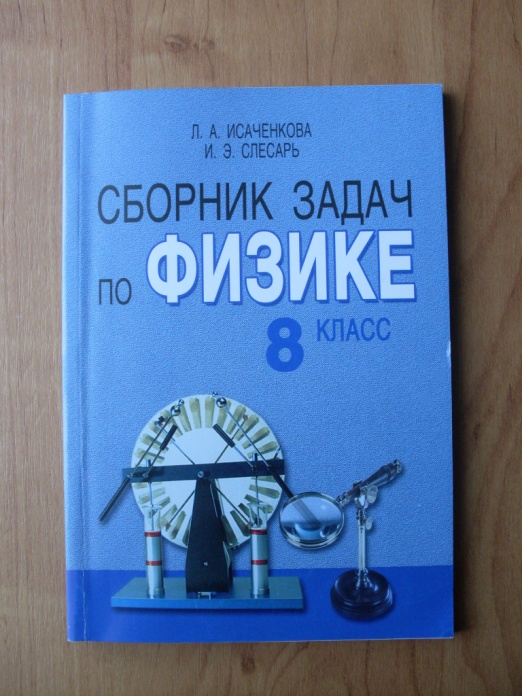 Л. А. ИСАЧЕНКОВА
И. Э. СЛЕСАРЬ
СБОРНИК ЗАДАЧ
ПО ФИЗИКЕ
8 КЛАСС